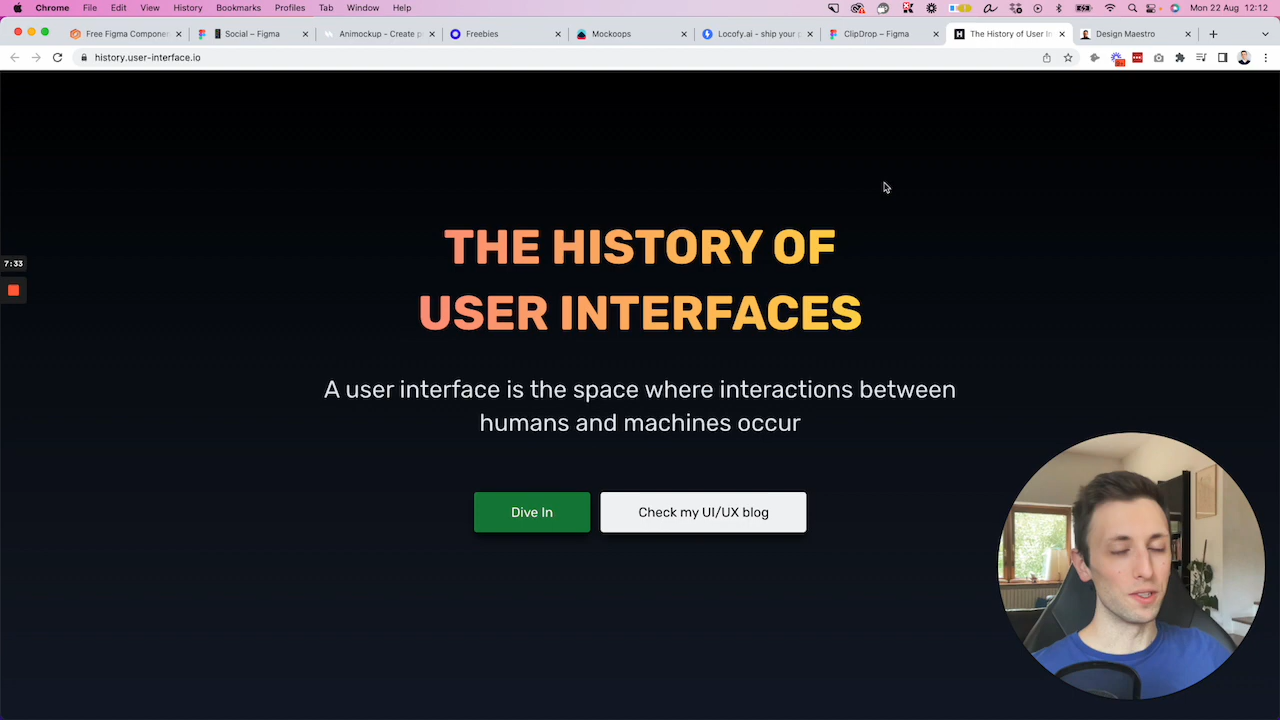 Chrome File Edit View History Bookmarks Profiles Tab Window Help Mon 22 Aug 12:12
Free Figma Componen Social – Figma Animockup - Create p Freebies Mockoops Locofy.ai - ship your p ClipDrop – Figma The History of User In Design Maestro
history.user-interface.io
THE HISTORY OF
USER INTERFACES
7:33
A user interface is the space where interactions between
humans and machines occur
Dive In Check my UI/UX blog